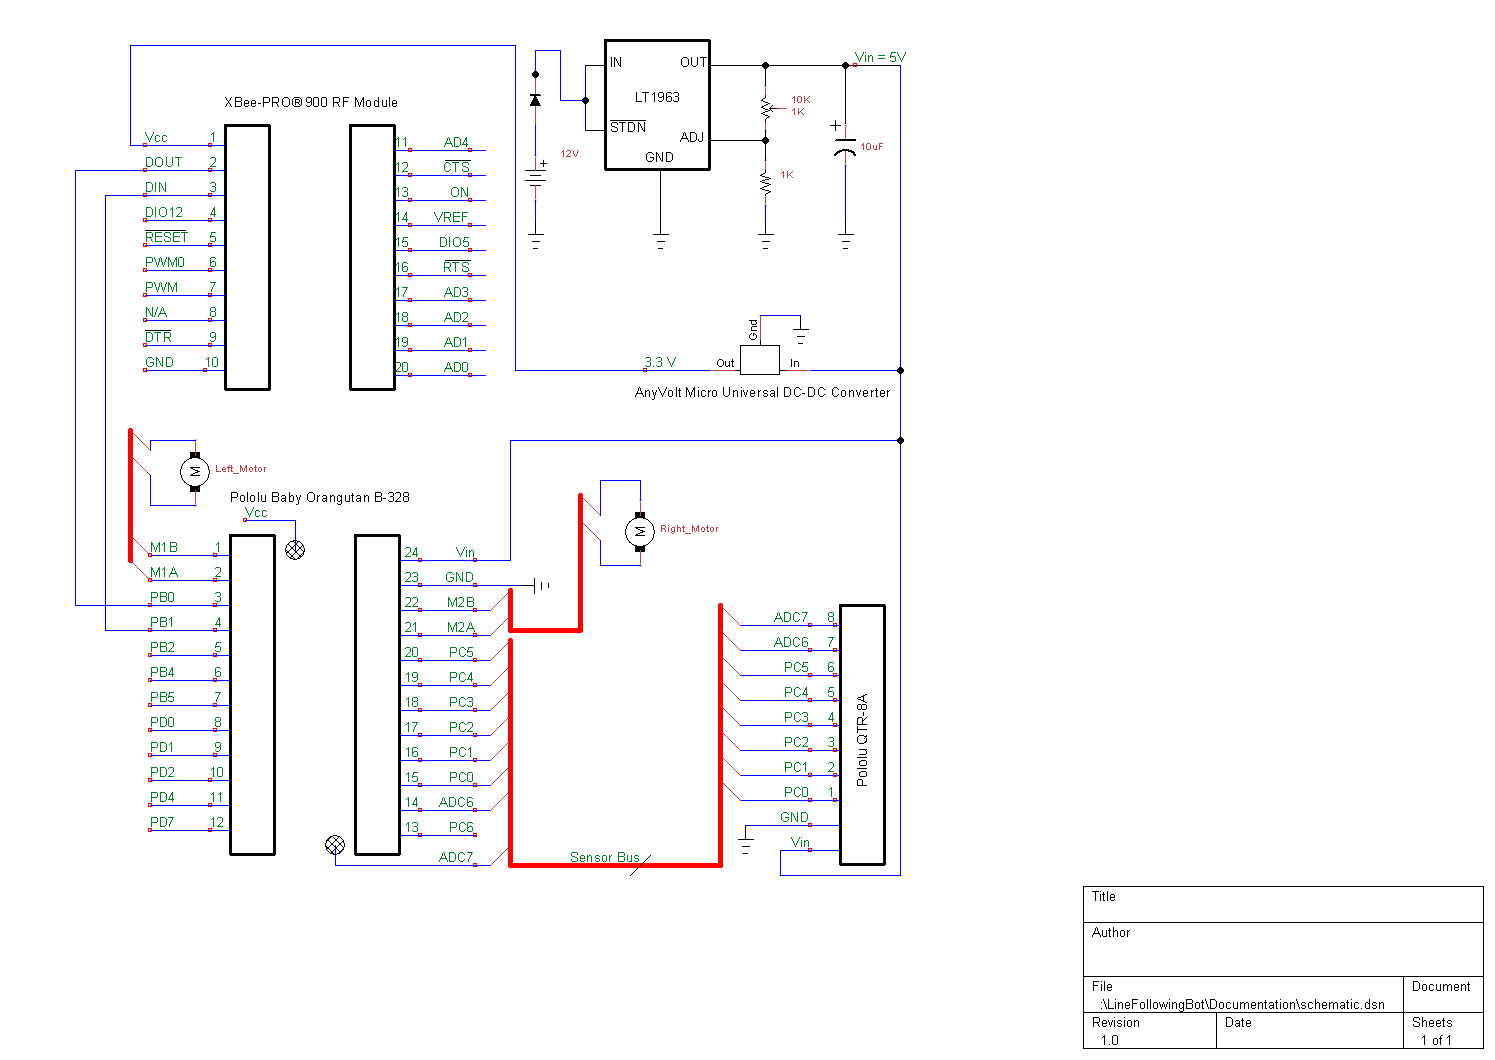 XBee-PRO®900 RF Module
Vcc 1
DOUT 2
DIN 3
DIO12 4
RESET 5
PWM0 6
PWM 7
N/A 8
DTR 9
GND 10
11 AD4
12 CTS
13 ON
14 VREF
15 DIO5
16 RTS
17 AD3
18 AD2
19 AD1
20 AD0
12V
+
IN
OUT
LT1963
STDN
ADJ
GND
Vin = 5V
10K
1K
1K
+
10uF
3.3 V
Out
Gnd
In
AnyVolt Micro Universal DC-DC Converter
M
Left_Motor
Pololu Baby Orangutan B-328
Vcc
M1B 1
M1A 2
PB0 3
PB1 4
PB2 5
PB4 6
PB5 7
PD0 8
PD1 9
PD2 10
PD4 11
PD7 12
24 Vin
23 GND
22 M2B
21 M2A
20 PC5
19 PC4
18 PC3
17 PC2
16 PC1
15 PC0
14 ADC6
13 PC6
ADC7
M
Right_Motor
Sensor Bus
ADC7 8
ADC6 7
PC5 6
PC4 5
PC3 4
PC2 3
PC1 2
PC0 1
GND
Vin
Pololu QTR-8A
Title
Author
File
:\LineFollowingBot\Documentation\schematic.dsn
Document
Revision
1.0
Date
Sheets
1 of 1